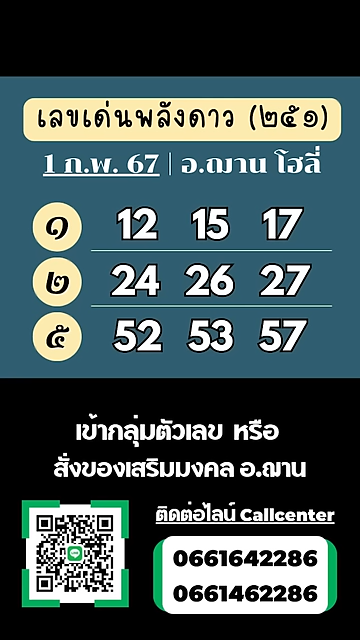 เลขเด่นพลังดาว (๒๕๑)
1 ก.พ. 67 | อ.ฌาน โฮลี่
๑ 12 15 17
๒ 24 26 27
๕ 52 53 57
เข้ากลุ่มตัวเลข หรือ
สั่งของเสริมมงคล อ.ฌาน
ติดต่อไลน์ Callcenter
0661642286
0661462286